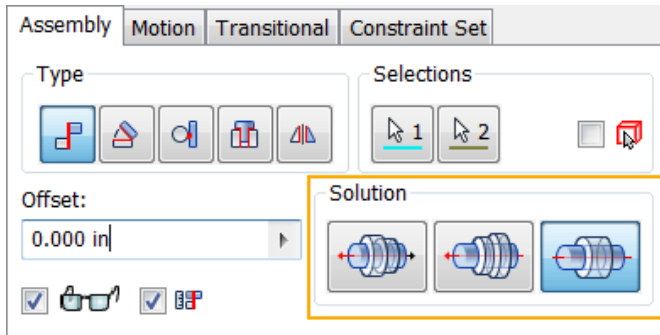 Assembly Motion Transitional Constraint Set
Type
Selections
1 2
Offset:
Solution
0.000 in